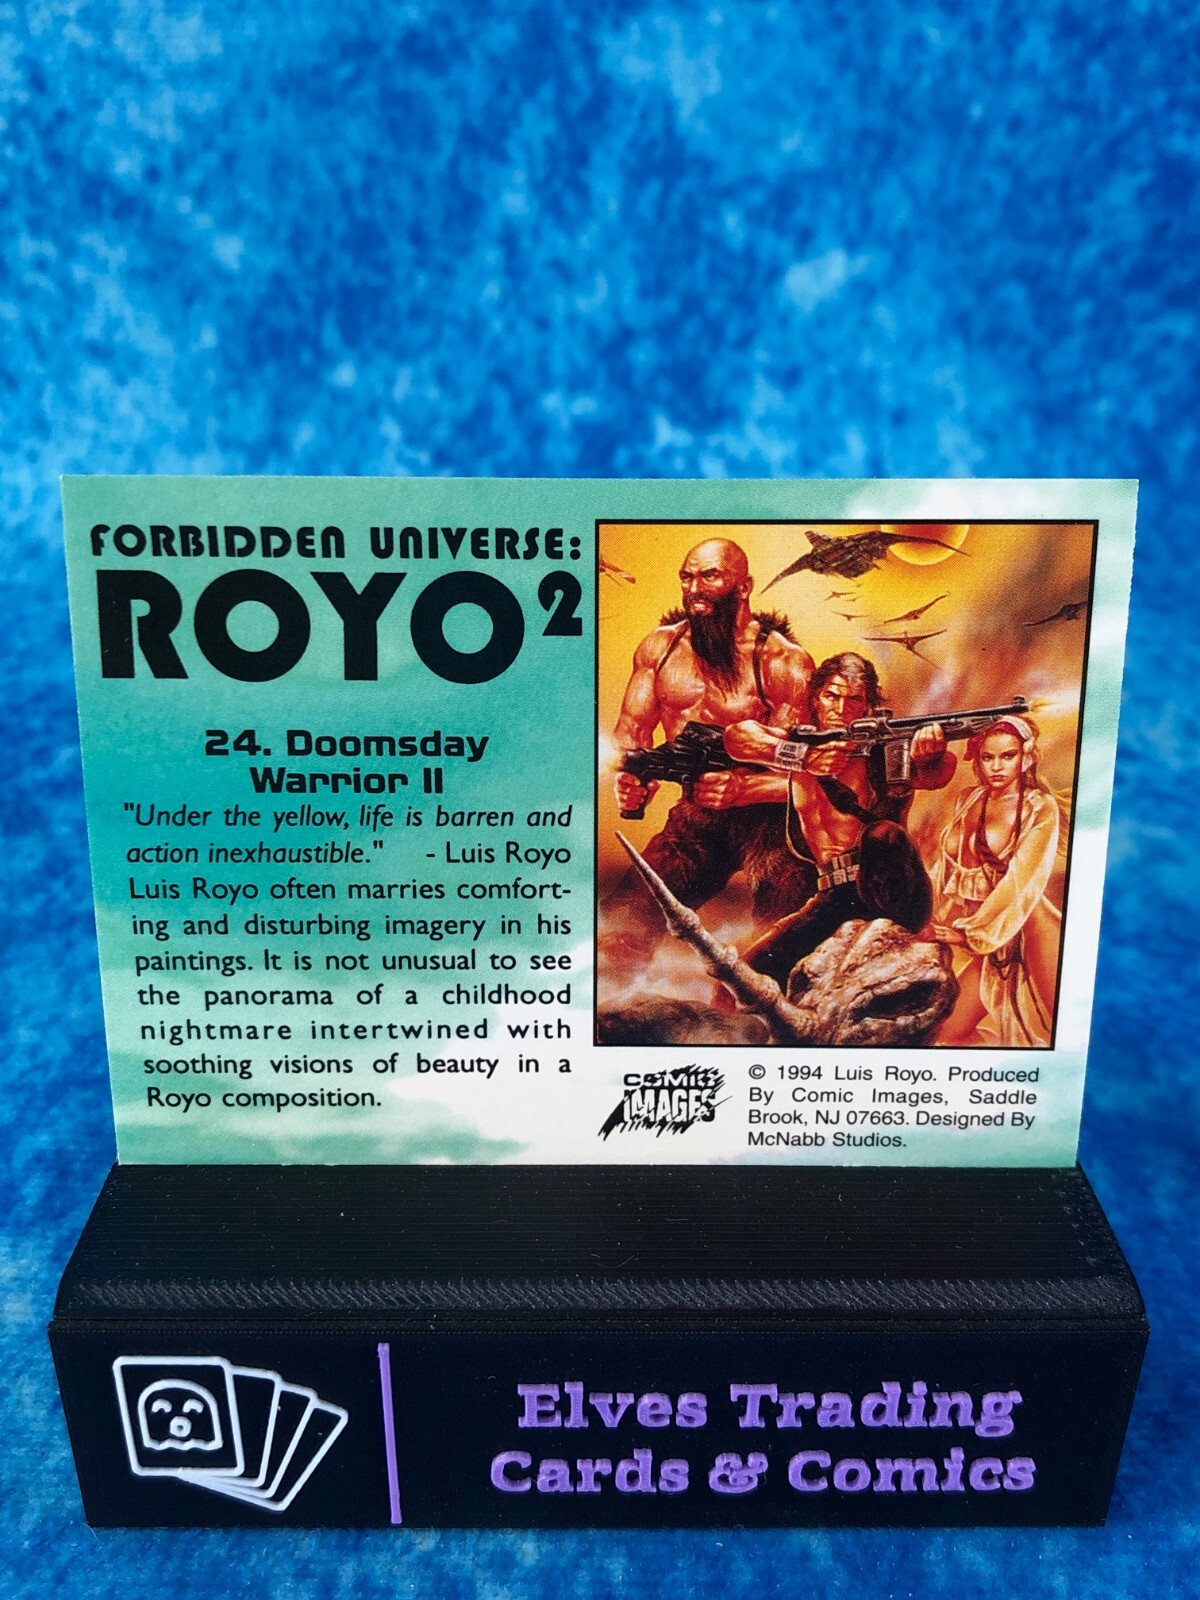 FORBIDDEN UNIVERSE:
ROYO²
24. Doomsday
Warrior II
"Under the yellow, life is barren and
action inexhaustible." - Luis Royo
Luis Royo often marries comfort-
ing and disturbing imagery in his
paintings. It is not unusual to see
the panorama of a childhood
nightmare intertwined with
soothing visions of beauty in a
Royo composition.
COMIC
IMAGES
© 1994 Luis Royo. Produced
By Comic Images, Saddle
Brook, NJ 07663. Designed By
McNabb Studios.
Elves Trading
Cards & Comics